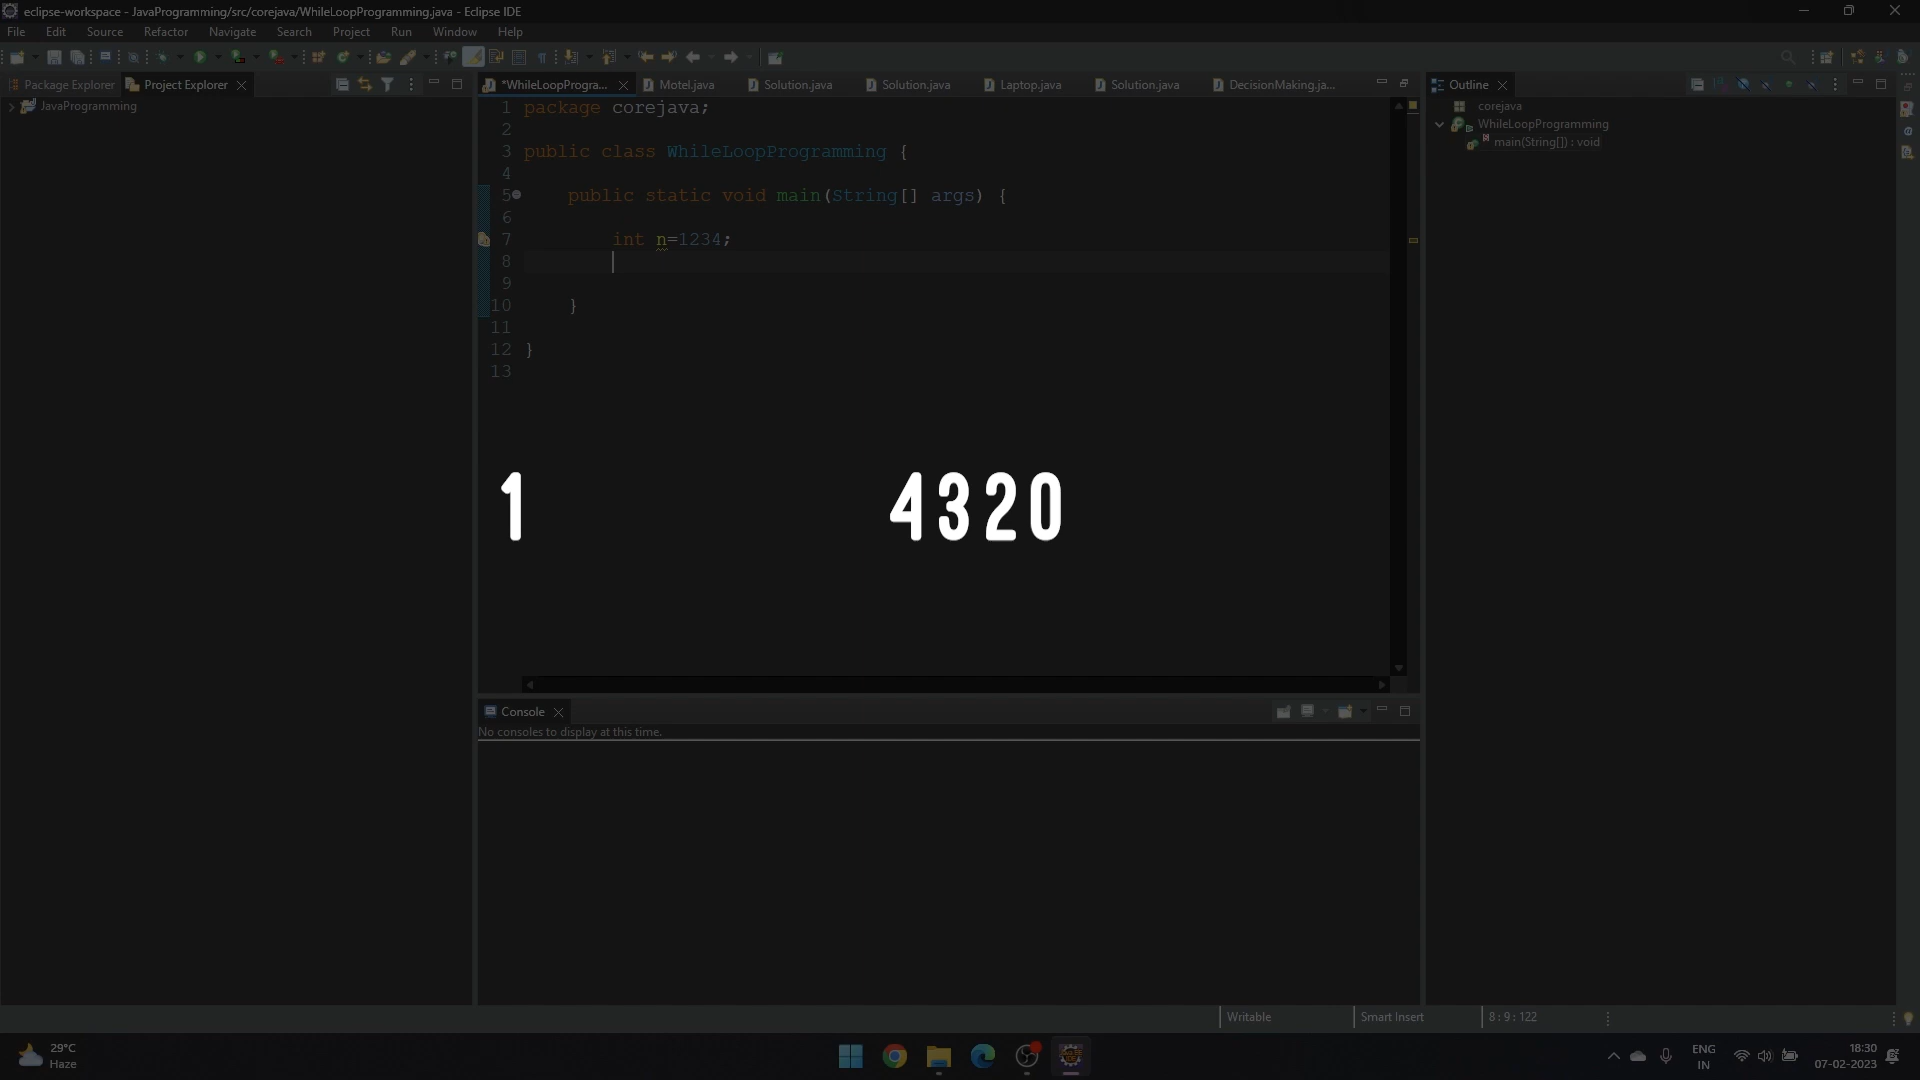 eclipse-workspace - JavaProgramming/src/corejava/WhileLoopProgramming.java - Eclipse IDE
File Edit Source Refactor Navigate Search Project Run Window Help
Package Explorer Project Explorer
JavaProgramming
*WhileLoopProgra... Motel.java Solution.java Solution.java Laptop.java Solution.java DecisionMaking.ja...
1 package corejava;
2
3 public class WhileLoopProgramming {
4
5 public static void main(String[] args) {
6
7 int n=1234;
8
9
10 }
11
12 }
13
1 4320
Outline
corejava
WhileLoopProgramming
main(String[]) : void
Console
No consoles to display at this time.
Writable Smart Insert 8 : 9 : 122
29°C
Haze
ENG
IN
18:30
07-02-2023